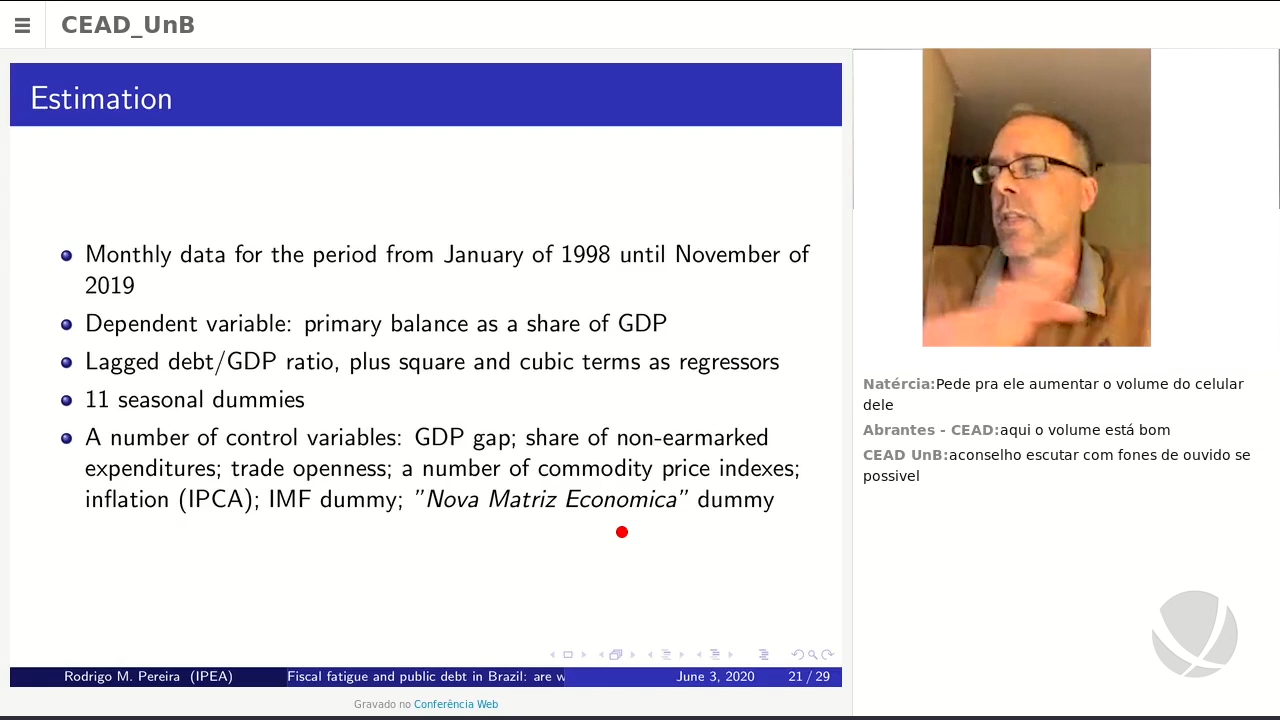 CEAD_UnB
Estimation
Monthly data for the period from January of 1998 until November of
2019
Dependent variable: primary balance as a share of GDP
Lagged debt/GDP ratio, plus square and cubic terms as regressors
11 seasonal dummies
A number of control variables: GDP gap; share of non-earmarked
expenditures; trade openness; a number of commodity price indexes;
inflation (IPCA); IMF dummy; "Nova Matriz Economica" dummy
Rodrigo M. Pereira (IPEA) Fiscal fatigue and public debt in Brazil: are w June 3, 2020 21 / 29
Gravado no Conferência Web
Natércia:Pede pra ele aumentar o volume do celular
dele
Abrantes - CEAD:aqui o volume está bom
CEAD UnB:aconselho escutar com fones de ouvido se
possivel